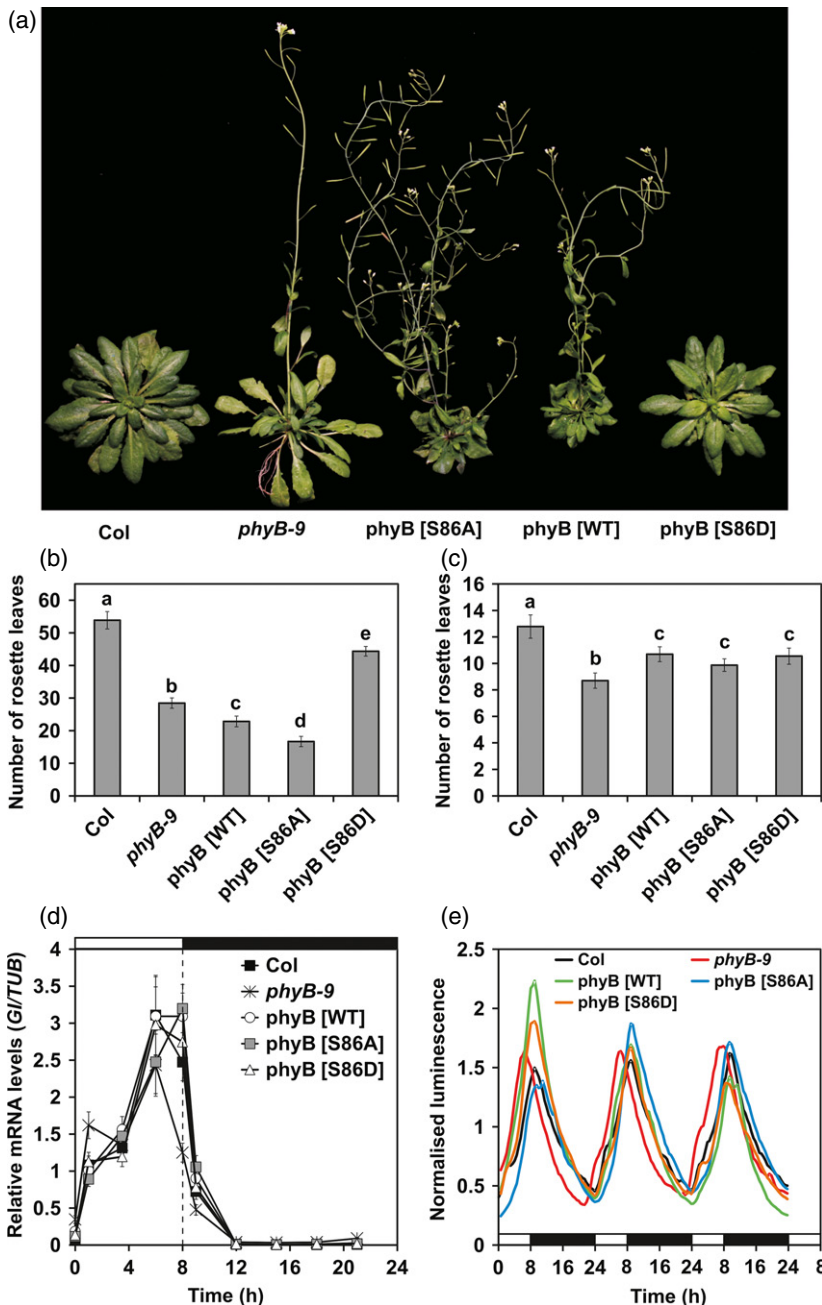 (a)
Col phyB-9 phyB [S86A] phyB [WT] phyB [S86D]
(b)
Number of rosette leaves
60
50
40
30
20
10
0
a
b
c
d
e
Col
phyB-9
phyB [WT]
phyB [S86A]
phyB [S86D]
(c)
Number of rosette leaves
16
14
12
10
8
6
4
2
0
a
b
c
c
c
Col
phyB-9
phyB [WT]
phyB [S86A]
phyB [S86D]
(d)
Relative mRNA levels (GI/TUB)
4
3.5
3
2.5
2
1.5
1
0.5
0
Col
phyB-9
phyB [WT]
phyB [S86A]
phyB [S86D]
0 4 8 12 16 20 24
Time (h)
(e)
Normalised luminescence
2.5
2
1.5
1
0.5
0
Col phyB-9
phyB [WT] phyB [S86A]
phyB [S86D]
0 8 16 24 8 16 24 8 16 24 8
Time (h)